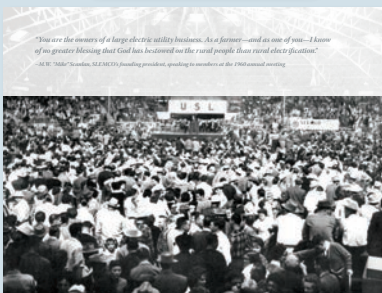 "You are the owners of a large electric utility business. As a farmer—and as one of you—I know
of no greater blessing that God has bestowed on the rural people than rural electrification."
—H.W. "Mike" Scanlan, SLEMCO's founding president, speaking to members at the 1960 annual meeting
U S L